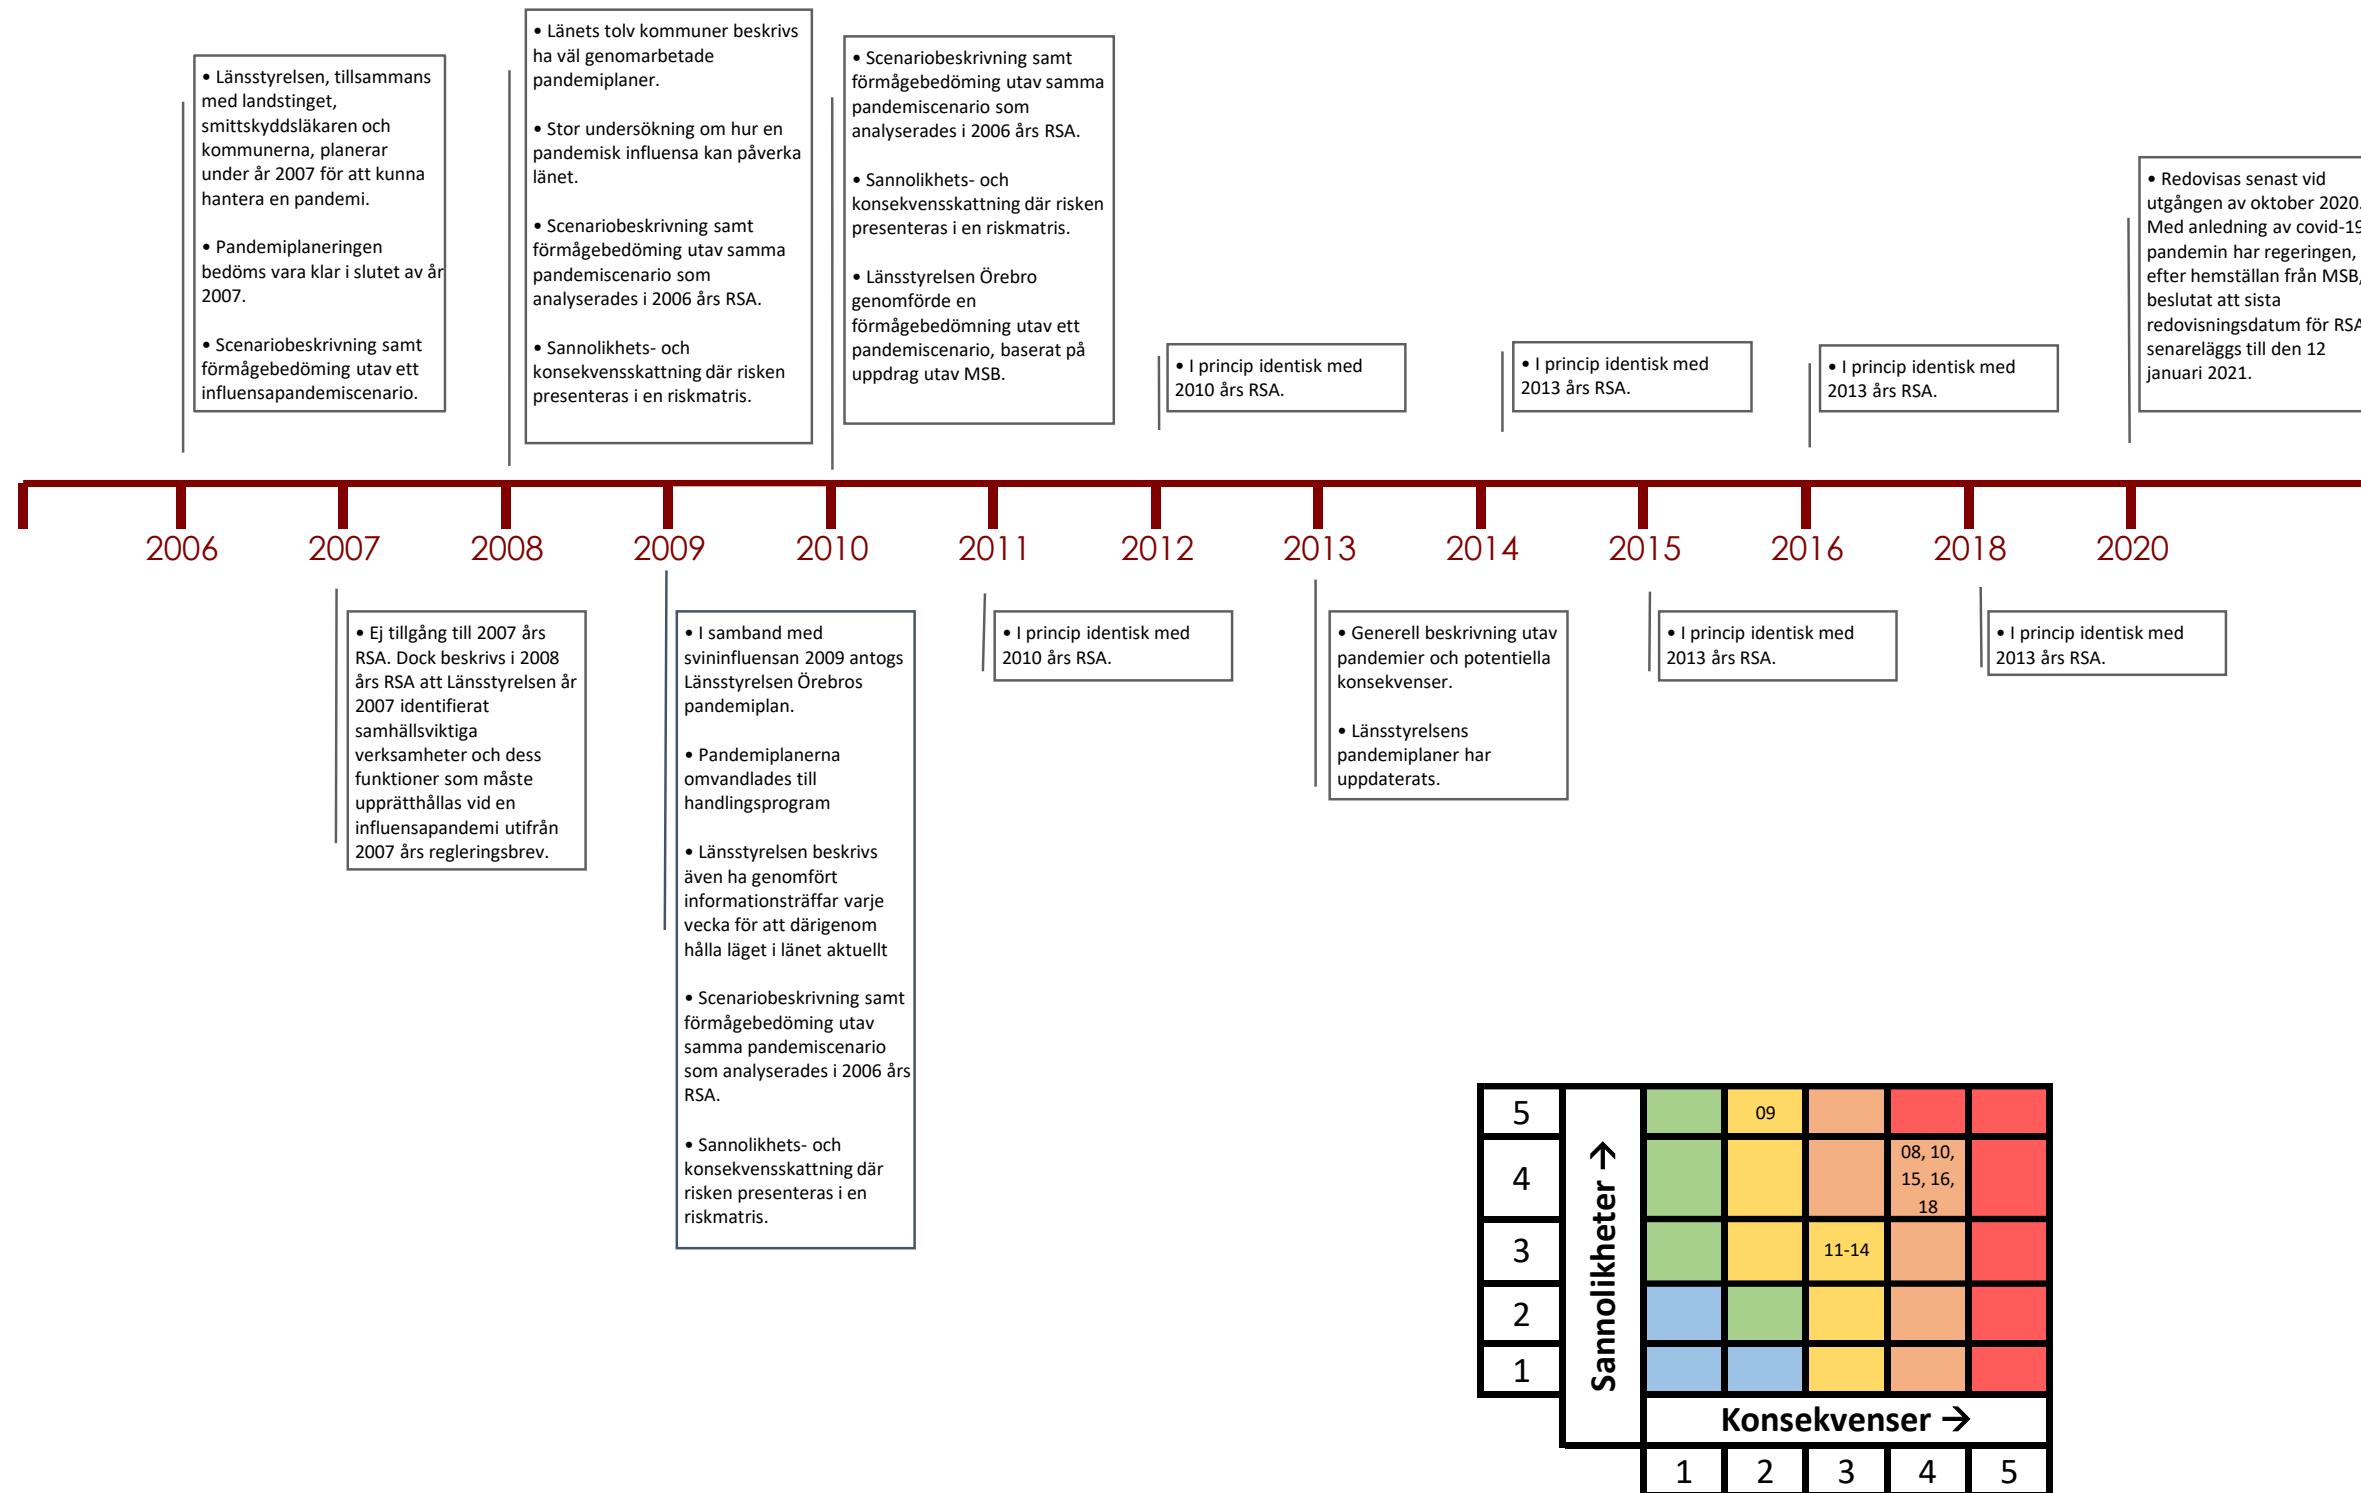 • Länsstyrelsen, tillsammans
med landstinget,
smittskyddsläkaren och
kommunerna, planerar
under år 2007 för att kunna
hantera en pandemi.
• Pandemiplaneringen
bedöms vara klar i slutet av år
2007.
• Scenariobeskrivning samt
förmågebedöming utav ett
influensapandemiscenario.
• Länets tolv kommuner beskrivs
ha väl genomarbetade
pandemiplaner.
• Stor undersökning om hur en
pandemisk influensa kan påverka
länet.
• Scenariobeskrivning samt
förmågebedöming utav samma
pandemiscenario som
analyserades i 2006 års RSA.
• Sannolikhets- och
konsekvensskattning där risken
presenteras i en riskmatris.
• Scenariobeskrivning samt
förmågebedöming utav samma
pandemiscenario som
analyserades i 2006 års RSA.
• Sannolikhets- och
konsekvensskattning där risken
presenteras i en riskmatris.
• Länsstyrelsen Örebro
genomförde en
förmågebedömning utav ett
pandemiscenario, baserat på
uppdrag utav MSB.
• I princip identisk med
2010 års RSA.
• I princip identisk med
2013 års RSA.
• I princip identisk med
2013 års RSA.
• Redovisas senast vid
utgången av oktober 2020.
Med anledning av covid-19
pandemin har regeringen,
efter hemställan från MSB,
beslutat att sista
redovisningsdatum för RSA
senareläggs till den 12
januari 2021.
2006 2007 2008 2009 2010 2011 2012 2013 2014 2015 2016 2018 2020
• Ej tillgång till 2007 års
RSA. Dock beskrivs i 2008
års RSA att Länsstyrelsen år
2007 identifierat
samhällsviktiga
verksamheter och dess
funktioner som måste
upprätthållas vid en
influensapandemi utifrån
2007 års regleringsbrev.
• I samband med
svininfluensan 2009 antogs
Länsstyrelsen Örebros
pandemiplan.
• Pandemiplanerna
omvandlades till
handlingsprogram
• Länsstyrelsen beskrivs
även ha genomfört
informationsträffar varje
vecka för att därigenom
hålla läget i länet aktuellt
• Scenariobeskrivning samt
förmågebedöming utav
samma pandemiscenario
som analyserades i 2006 års
RSA.
• Sannolikhets- och
konsekvensskattning där
risken presenteras i en
riskmatris.
• I princip identisk med
2010 års RSA.
• Generell beskrivning utav
pandemier och potentiella
konsekvenser.
• Länsstyrelsens
pandemiplaner har
uppdaterats.
• I princip identisk med
2013 års RSA.
• I princip identisk med
2013 års RSA.
Sannolikheter →
5 09
4 08, 10,
15, 16,
18
3 11-14
2
1
Konsekvenser →
1 2 3 4 5